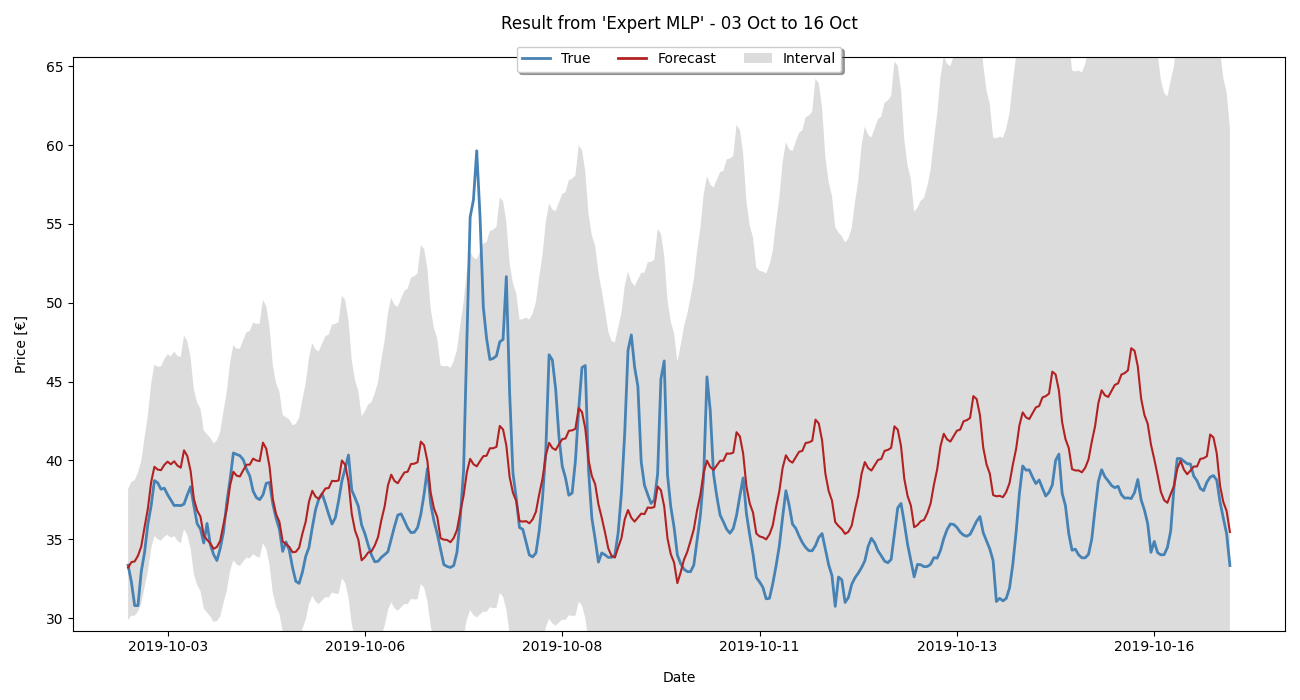 Result from 'Expert MLP' - 03 Oct to 16 Oct
True Forecast Interval
65
60
55
50
45
40
35
30
Price [€]
2019-10-03 2019-10-06 2019-10-08 2019-10-11 2019-10-13 2019-10-16
Date